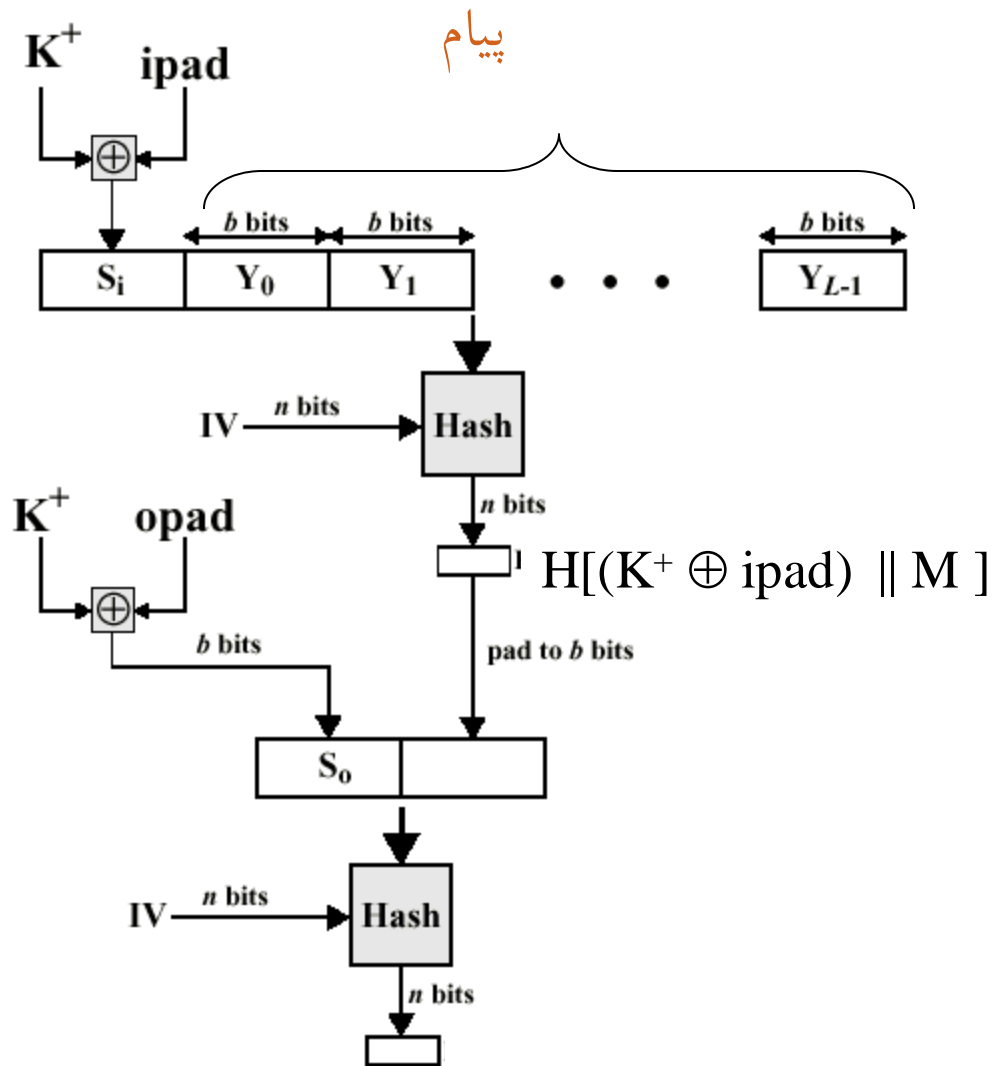 پیام
K+ ipad
⊕
b bits b bits b bits
Si Y0 Y1 • • • YL-1
IV n bits Hash
n bits
K+ opad
H[(K+ ⊕ ipad) || M ]
⊕
b bits
pad to b bits
So
IV n bits Hash
n bits